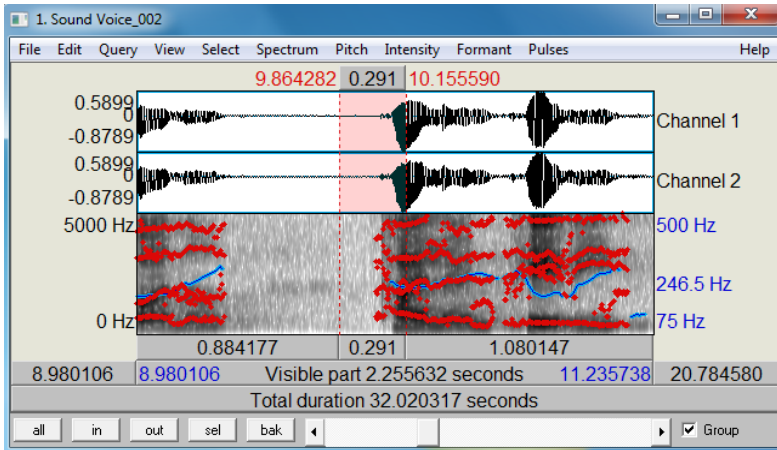 1. Sound Voice_002
File Edit Query View Select Spectrum Pitch Intensity Formant Pulses Help
9.864282 0.291 10.155590
0.5899
0
-0.8789
Channel 1
0.5899
0
-0.8789
Channel 2
5000 Hz
500 Hz
246.5 Hz
0 Hz
75 Hz
0.884177 0.291 1.080147
8.980106 8.980106 Visible part 2.255632 seconds 11.235738 20.784580
Total duration 32.020317 seconds
all in out sel bak Group